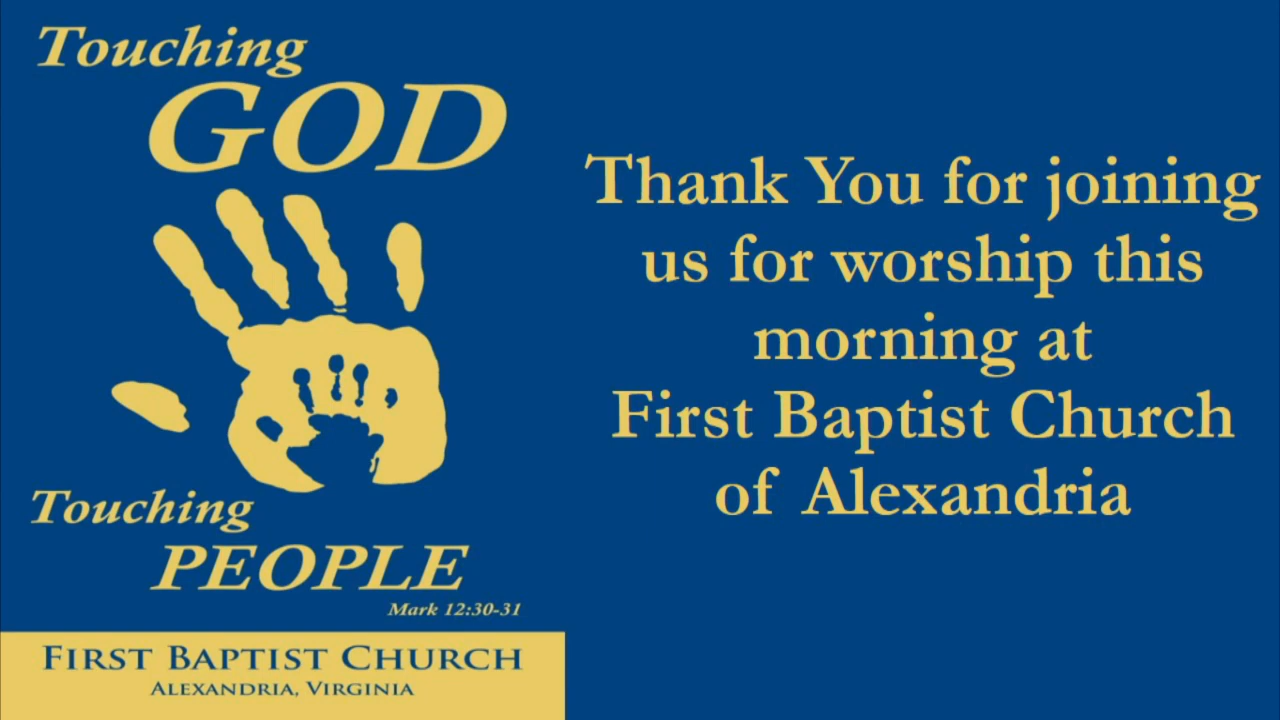 Touching
GOD
Touching
PEOPLE
Mark 12:30-31
FIRST BAPTIST CHURCH
ALEXANDRIA, VIRGINIA
Thank You for joining
us for worship this
morning at
First Baptist Church
of Alexandria